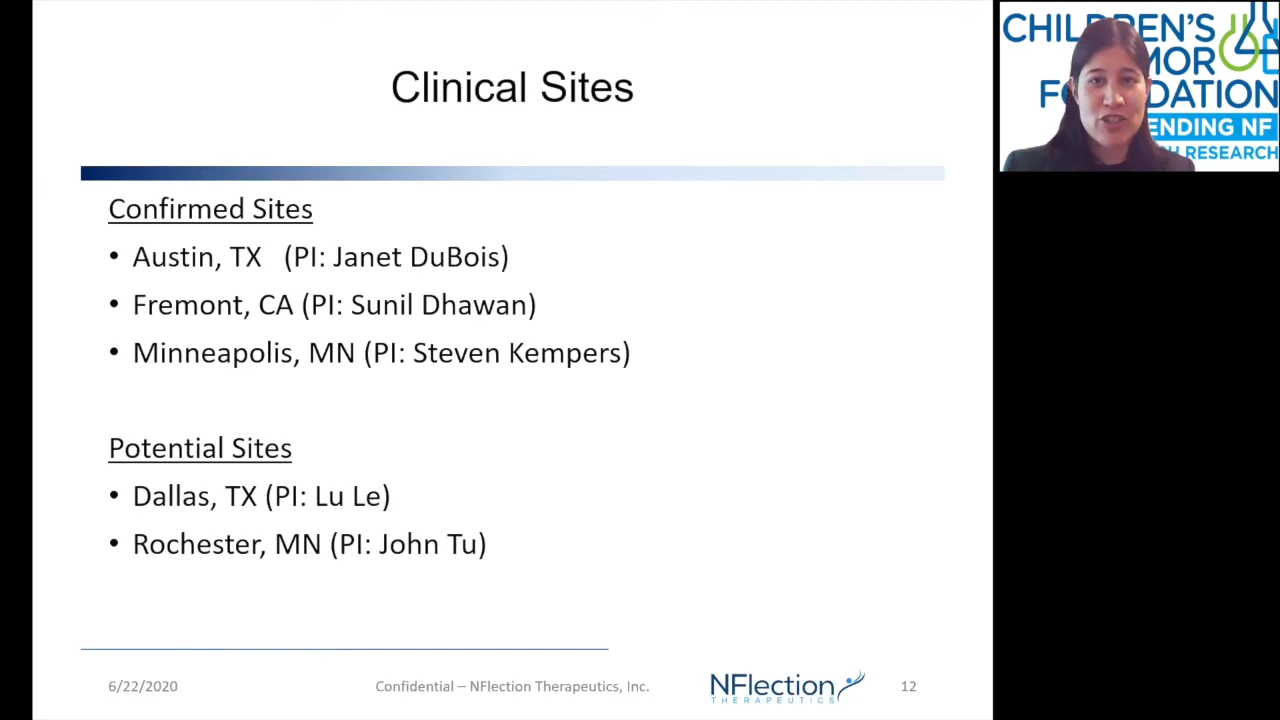 Clinical Sites
Confirmed Sites
• Austin, TX (PI: Janet DuBois)
• Fremont, CA (PI: Sunil Dhawan)
• Minneapolis, MN (PI: Steven Kempers)
Potential Sites
• Dallas, TX (PI: Lu Le)
• Rochester, MN (PI: John Tu)
6/22/2020
Confidential – NFlection Therapeutics, Inc.
NFlection
THERAPEUTICS
12
CHILDREN'S
ENDING NF
RESEARCH